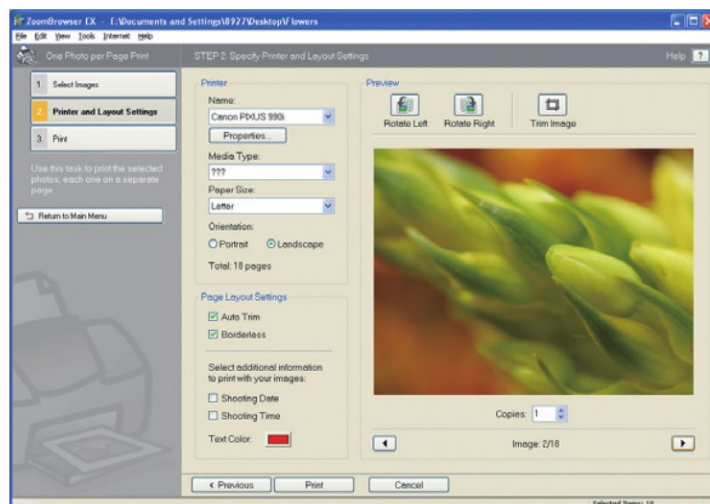 ZoomBrowser EX - E:\Documents and Settings\8927\Desktop\Flowers
File Edit View Tools Internet Help
One Photo per Page Print
STEP 2: Specify Printer and Layout Settings
Help ?
1. Select Images
2. Printer and Layout Settings
3. Print
Use this task to print the selected
photos, each one on a separate
page.
Return to Main Menu
Printer
Name:
Canon PIXUS 990i
Properties...
Media Type:
???
Paper Size:
Letter
Orientation:
Portrait Landscape
Total: 18 pages
Page Layout Settings
Auto Trim
Borderless
Select additional information
to print with your images:
Shooting Date
Shooting Time
Text Color:
Preview
Rotate Left Rotate Right Trim Image
Copies: 1
Image: 2/18
< Previous Print Cancel
Selected Items: 18